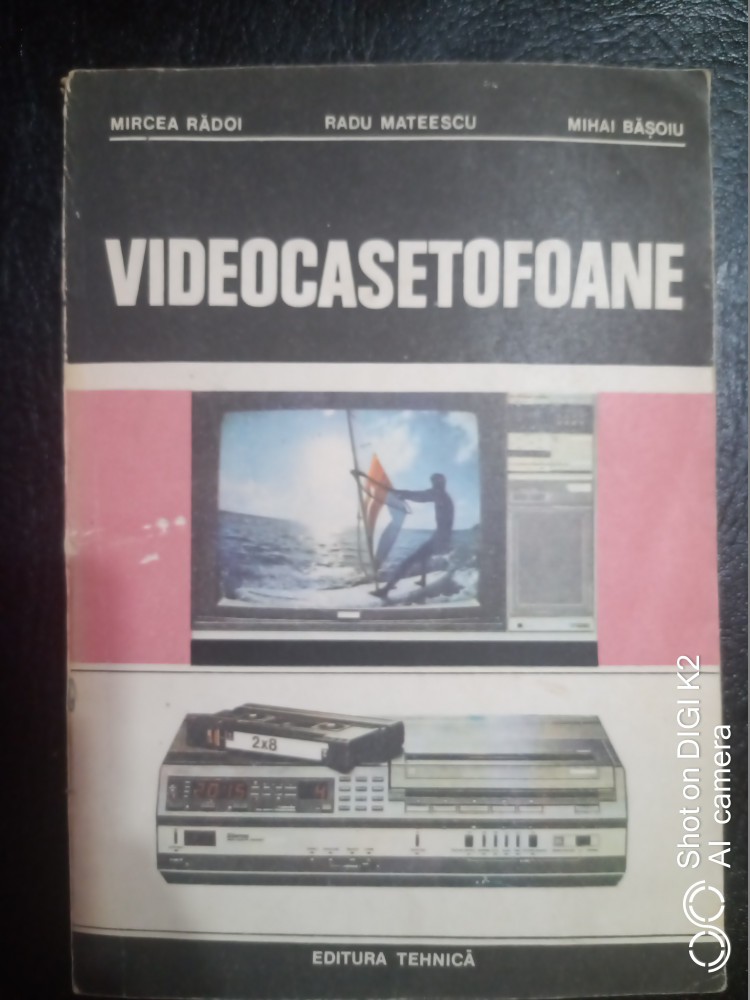 MIRCEA RĂDOI RADU MATEESCU MIHAI BĂȘOIU
VIDEOCASETOFOANE
2x8
EDITURA TEHNICĂ
Shot on DIGI K2
AI camera